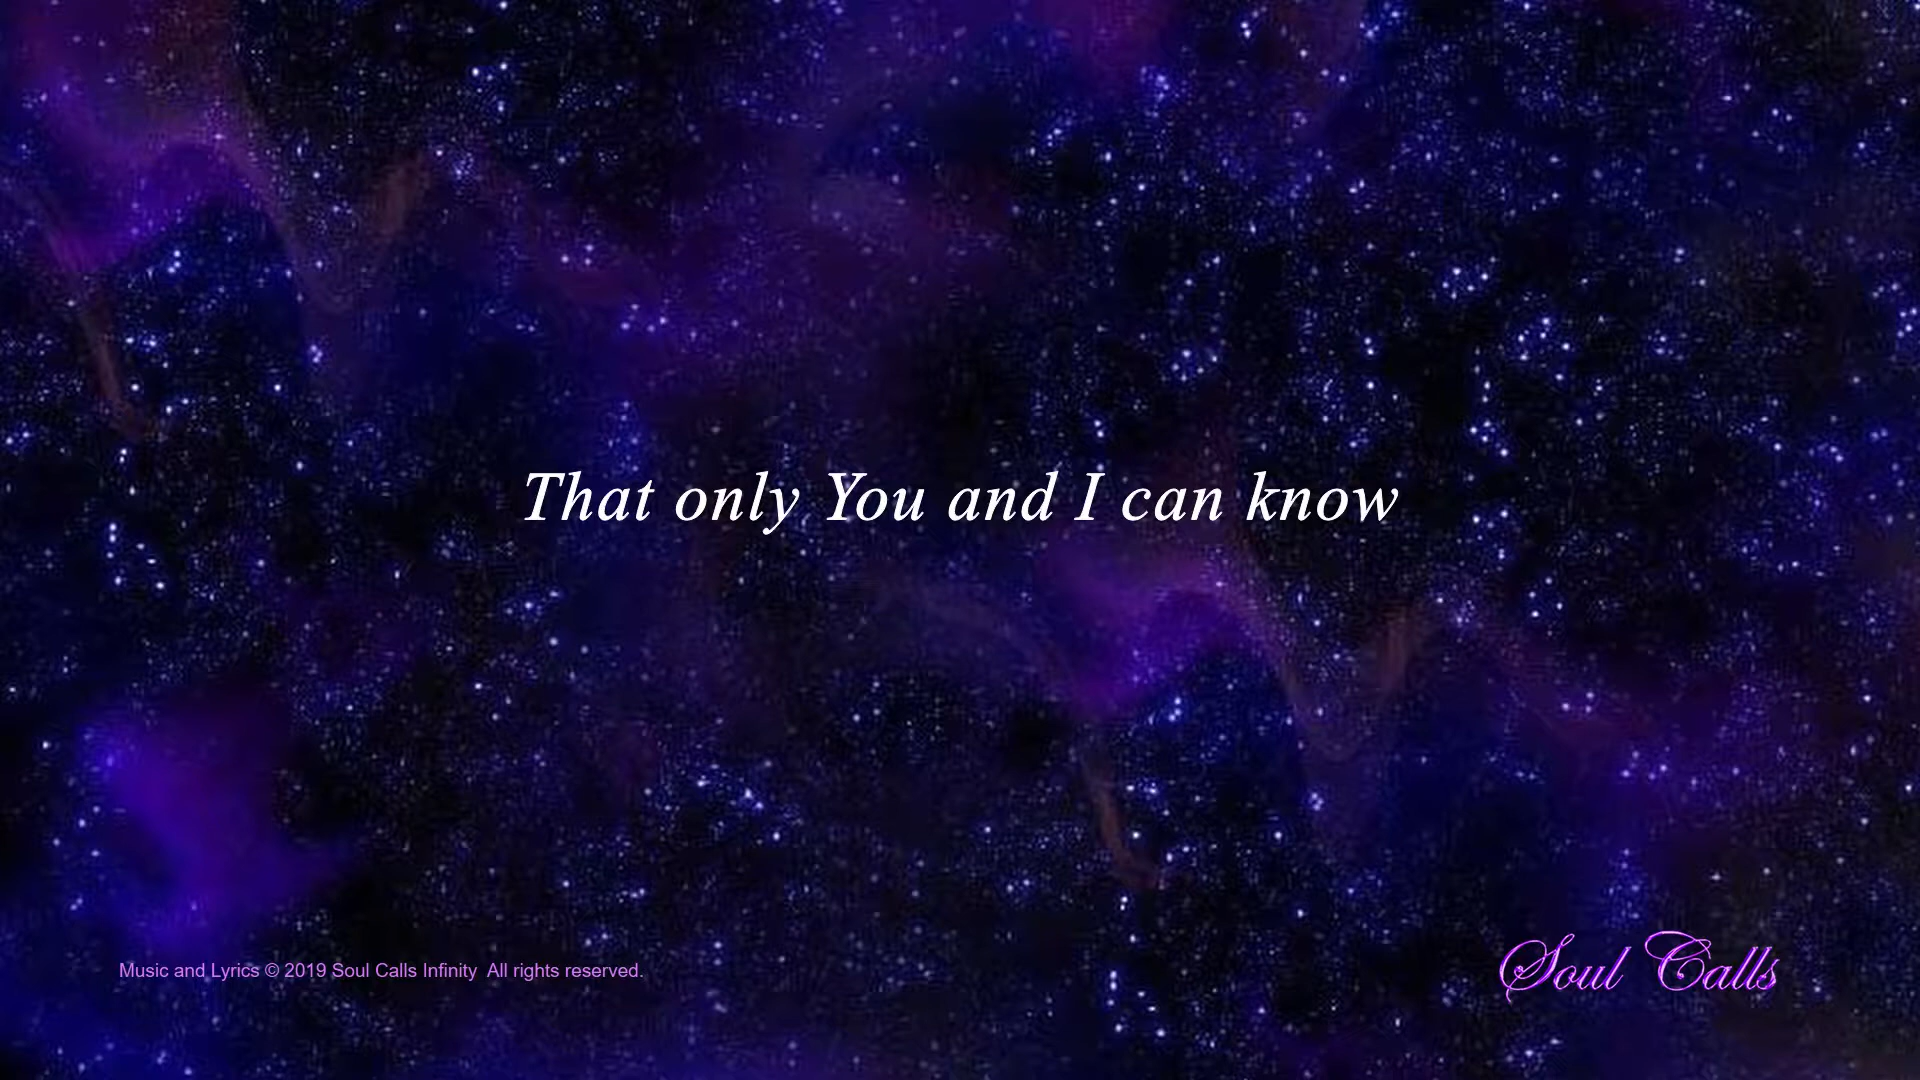 That only You and I can know
Music and Lyrics © 2019 Soul Calls Infinity  All rights reserved.
Soul Calls